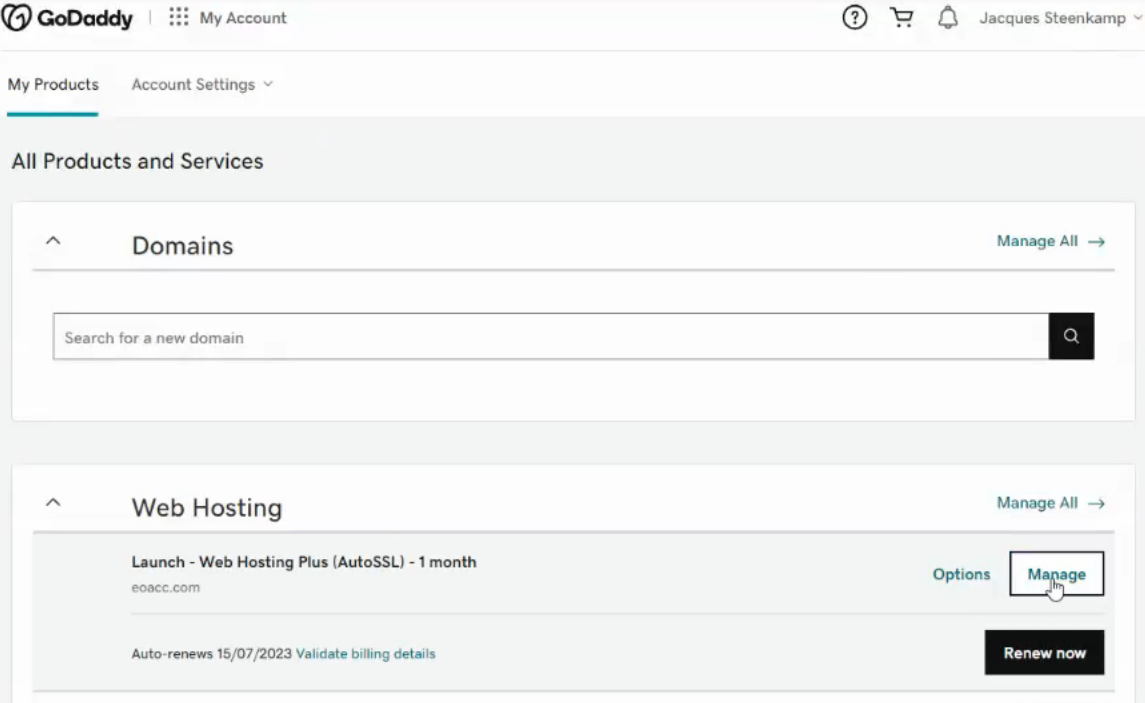 GoDaddy My Account Jacques Steenkamp
My Products Account Settings
All Products and Services
Domains Manage All →
Search for a new domain
Web Hosting Manage All →
Launch - Web Hosting Plus (AutoSSL) - 1 month
eoacc.com
Options Manage
Auto-renews 15/07/2023 Validate billing details
Renew now